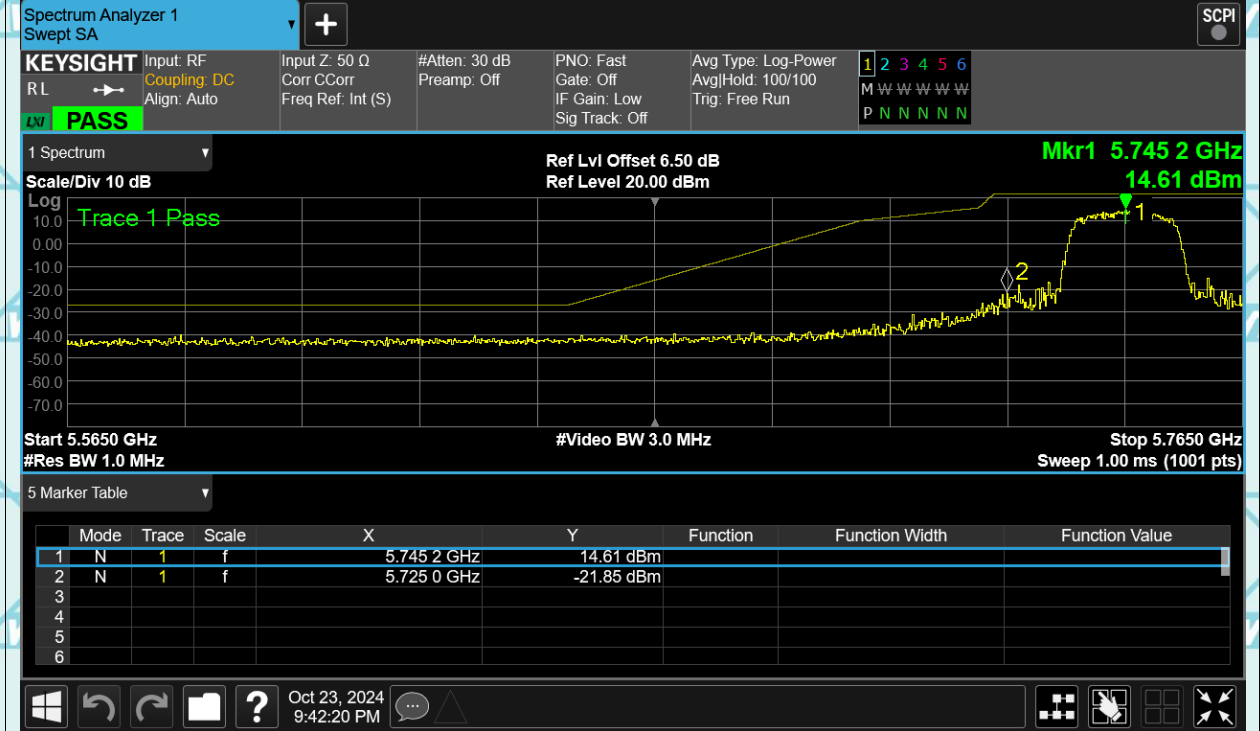 Spectrum Analyzer 1
Swept SA
+
SCPI
KEYSIGHT Input: RF Input Z: 50 Ω #Atten: 30 dB PNO: Fast Avg Type: Log-Power 1 2 3 4 5 6
R L Coupling: DC Corr CCorr Preamp: Off Gate: Off Avg|Hold: 100/100 M W W W W W
Align: Auto Freq Ref: Int (S) IF Gain: Low Trig: Free Run P N N N N N
LXI PASS Sig Track: Off
1 Spectrum
Mkr1 5.745 2 GHz
Ref Lvl Offset 6.50 dB
14.61 dBm
Scale/Div 10 dB Ref Level 20.00 dBm
Log
Trace 1 Pass
1
2
10.0
0.00
-10.0
-20.0
-30.0
-40.0
-50.0
-60.0
-70.0
Start 5.5650 GHz #Video BW 3.0 MHz Stop 5.7650 GHz
#Res BW 1.0 MHz Sweep 1.00 ms (1001 pts)
5 Marker Table
Mode Trace Scale X Y Function Function Width Function Value
1 N 1 f 5.745 2 GHz 14.61 dBm
2 N 1 f 5.725 0 GHz -21.85 dBm
3
4
5
6
?
Oct 23, 2024
9:42:20 PM